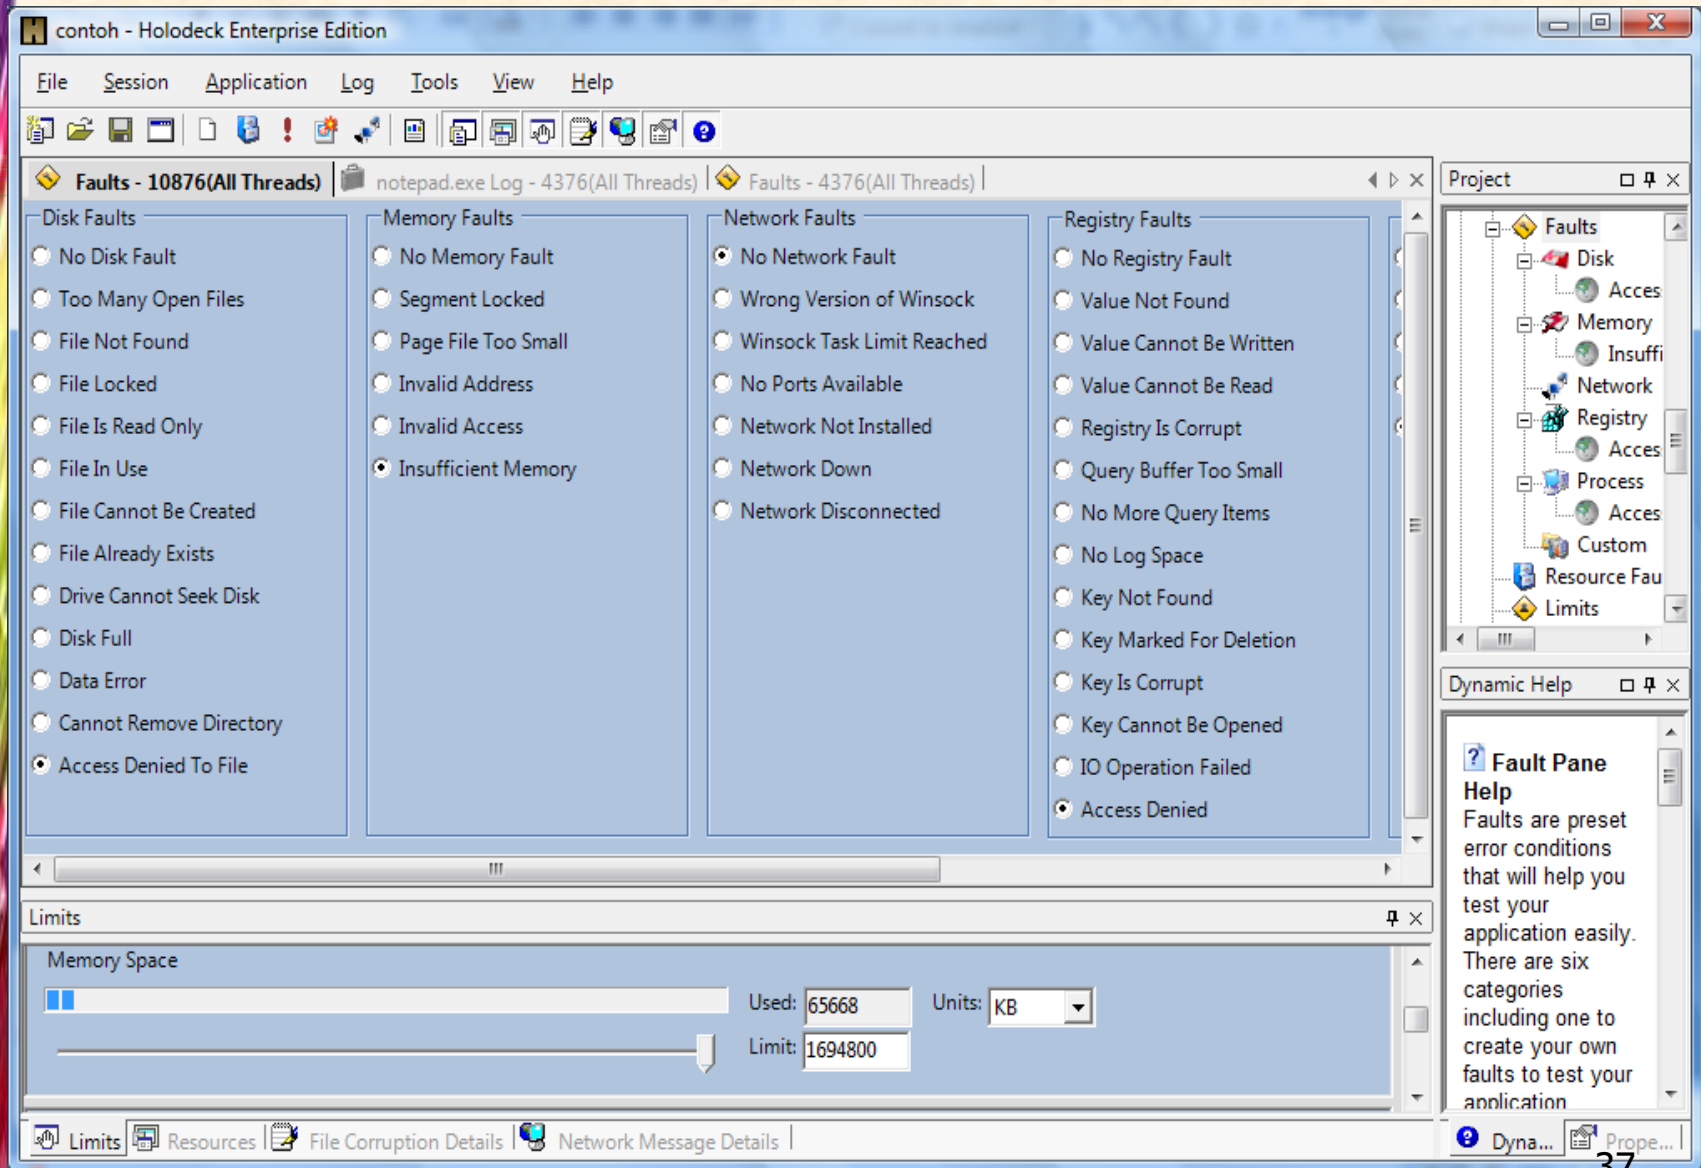 contoh - Holodeck Enterprise Edition
File Session Application Log Tools View Help
Faults - 10876(All Threads) notepad.exe Log - 4376(All Threads) Faults - 4376(All Threads)
Disk Faults
No Disk Fault
Too Many Open Files
File Not Found
File Locked
File Is Read Only
File In Use
File Cannot Be Created
File Already Exists
Drive Cannot Seek Disk
Disk Full
Data Error
Cannot Remove Directory
Access Denied To File
Memory Faults
No Memory Fault
Segment Locked
Page File Too Small
Invalid Address
Invalid Access
Insufficient Memory
Network Faults
No Network Fault
Wrong Version of Winsock
Winsock Task Limit Reached
No Ports Available
Network Not Installed
Network Down
Network Disconnected
Registry Faults
No Registry Fault
Value Not Found
Value Cannot Be Written
Value Cannot Be Read
Registry Is Corrupt
Query Buffer Too Small
No More Query Items
No Log Space
Key Not Found
Key Marked For Deletion
Key Is Corrupt
Key Cannot Be Opened
IO Operation Failed
Access Denied
Limits
Memory Space
Used: 65668 Units: KB
Limit: 1694800
Limits Resources File Corruption Details Network Message Details
Project
Faults
Disk
Acces
Memory
Insuffi
Network
Registry
Acces
Process
Acces
Custom
Resource Fau
Limits
Dynamic Help
Fault Pane
Help
Faults are preset
error conditions
that will help you
test your
application easily.
There are six
categories
including one to
create your own
faults to test your
application
Dyna... Prope...
37